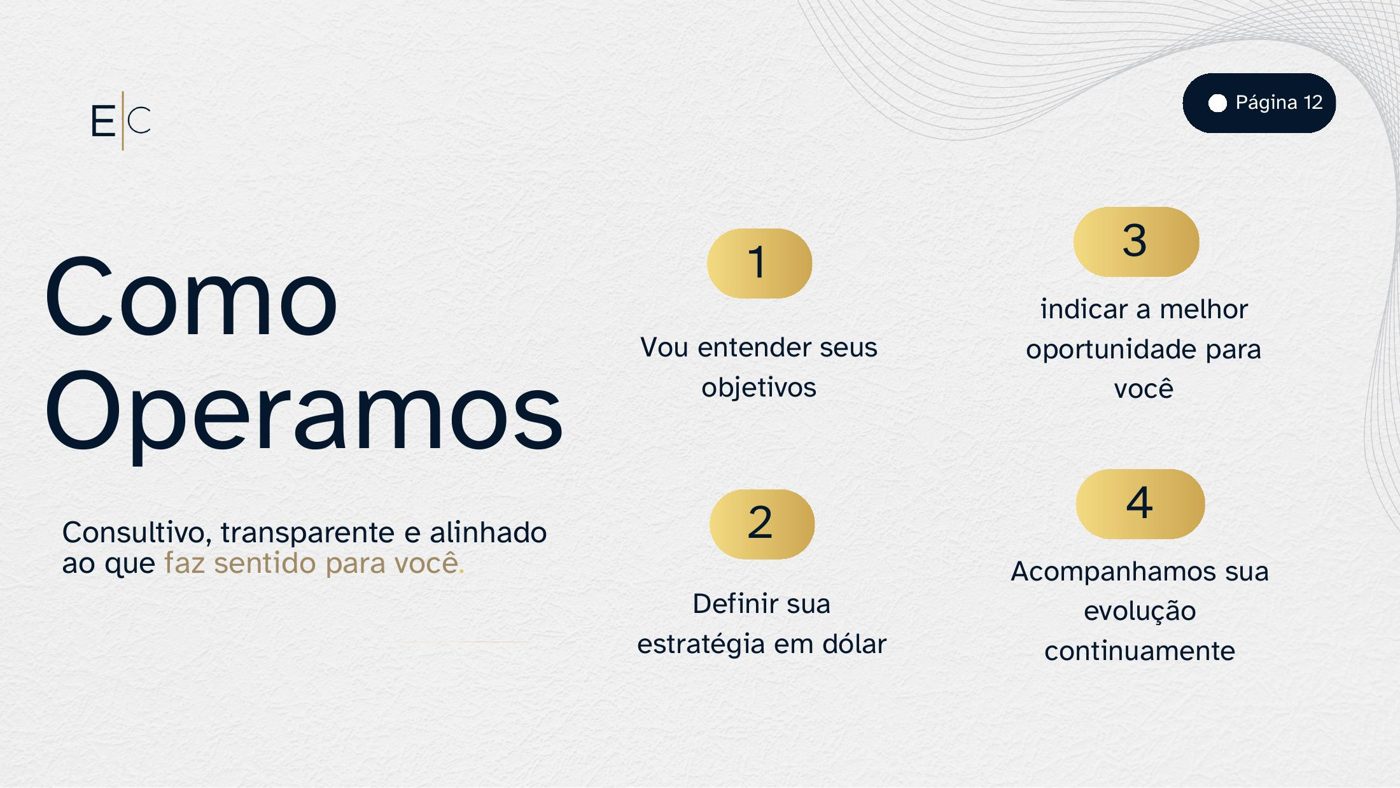 E|C
Página 12
Como
Operamos
Consultivo, transparente e alinhado
ao que faz sentido para você.
1
Vou entender seus
objetivos
2
Definir sua
estratégia em dólar
3
indicar a melhor
oportunidade para
você
4
Acompanhamos sua
evolução
continuamente